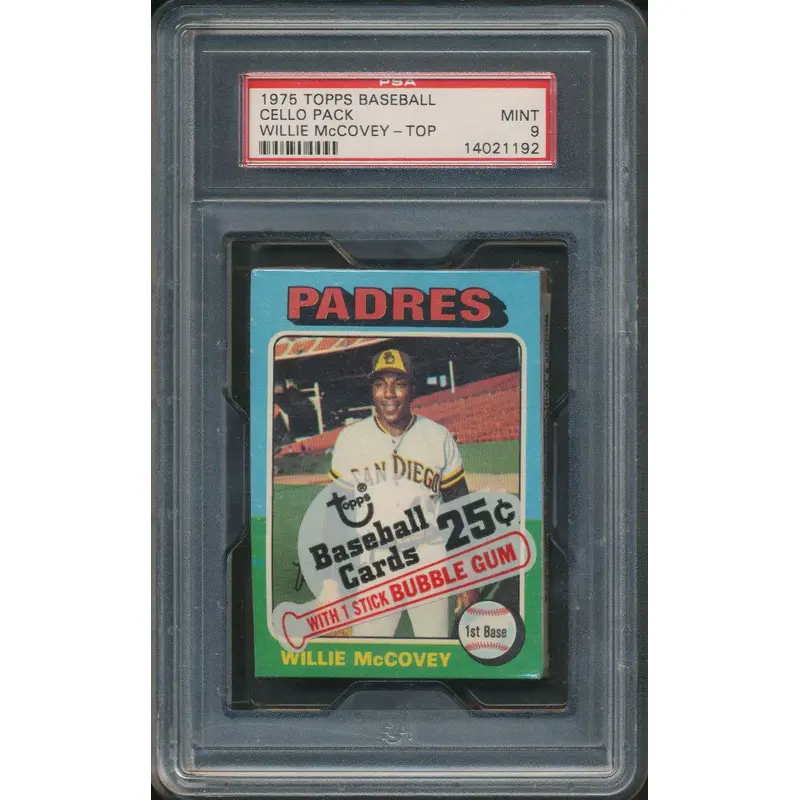 PSA
1975 TOPPS BASEBALL
CELLO PACK
WILLIE McCOVEY – TOP
MINT
9
14021192
PADRES
SAN DIEGO
topps®
Baseball
Cards
25¢
WITH 1 STICK BUBBLE GUM
1st Base
WILLIE McCOVEY